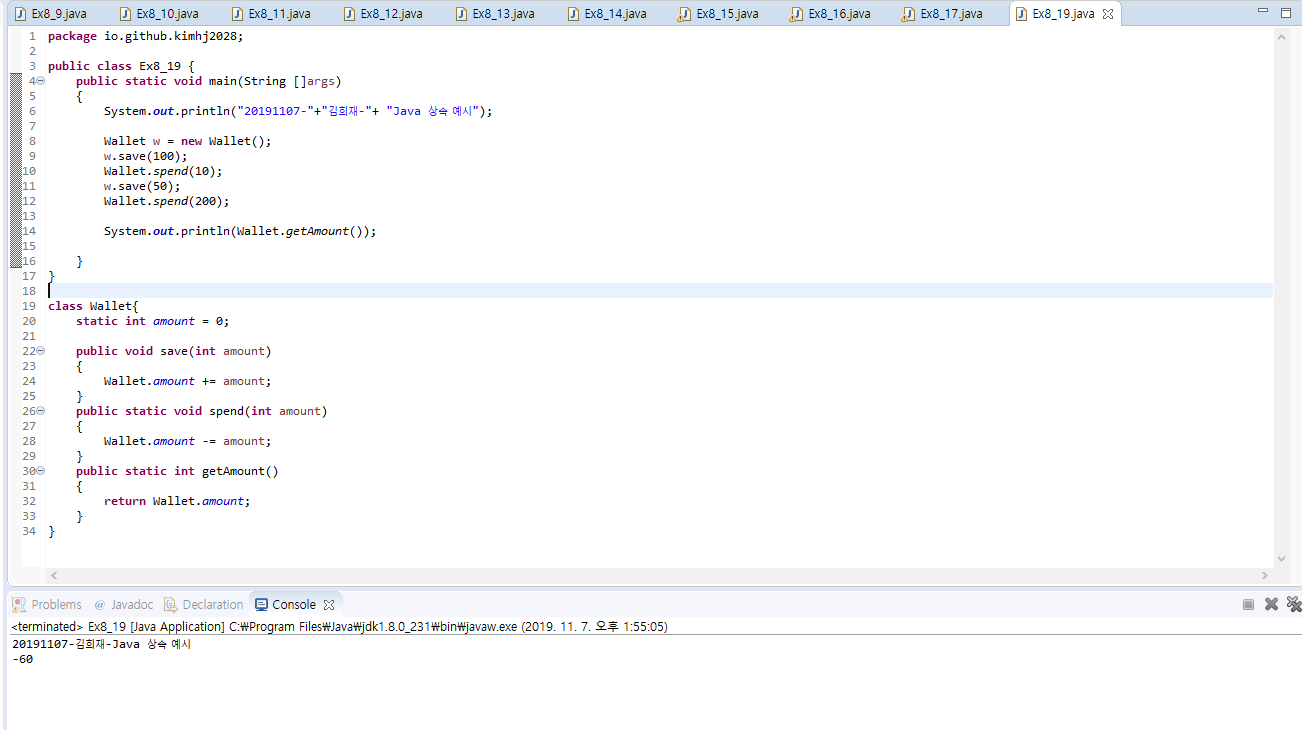 Ex8_9.java Ex8_10.java Ex8_11.java Ex8_12.java Ex8_13.java Ex8_14.java Ex8_15.java Ex8_16.java Ex8_17.java Ex8_19.java
1 package io.github.kimhj2028;
2
3 public class Ex8_19 {
4 public static void main(String []args)
5 {
6 System.out.println("20191107-"+"김희재-"+ "Java 상속 예시");
7
8 Wallet w = new Wallet();
9 w.save(100);
10 Wallet.spend(10);
11 w.save(50);
12 Wallet.spend(200);
13
14 System.out.println(Wallet.getAmount());
15
16 }
17 }
18
19 class Wallet{
20 static int amount = 0;
21
22 public void save(int amount)
23 {
24 Wallet.amount += amount;
25 }
26 public static void spend(int amount)
27 {
28 Wallet.amount -= amount;
29 }
30 public static int getAmount()
31 {
32 return Wallet.amount;
33 }
34 }
Problems @ Javadoc Declaration Console
<terminated> Ex8_19 [Java Application] C:₩Program Files₩Java₩jdk1.8.0_231₩bin₩javaw.exe (2019. 11. 7. 오후 1:55:05)
20191107-김희재-Java 상속 예시
-60